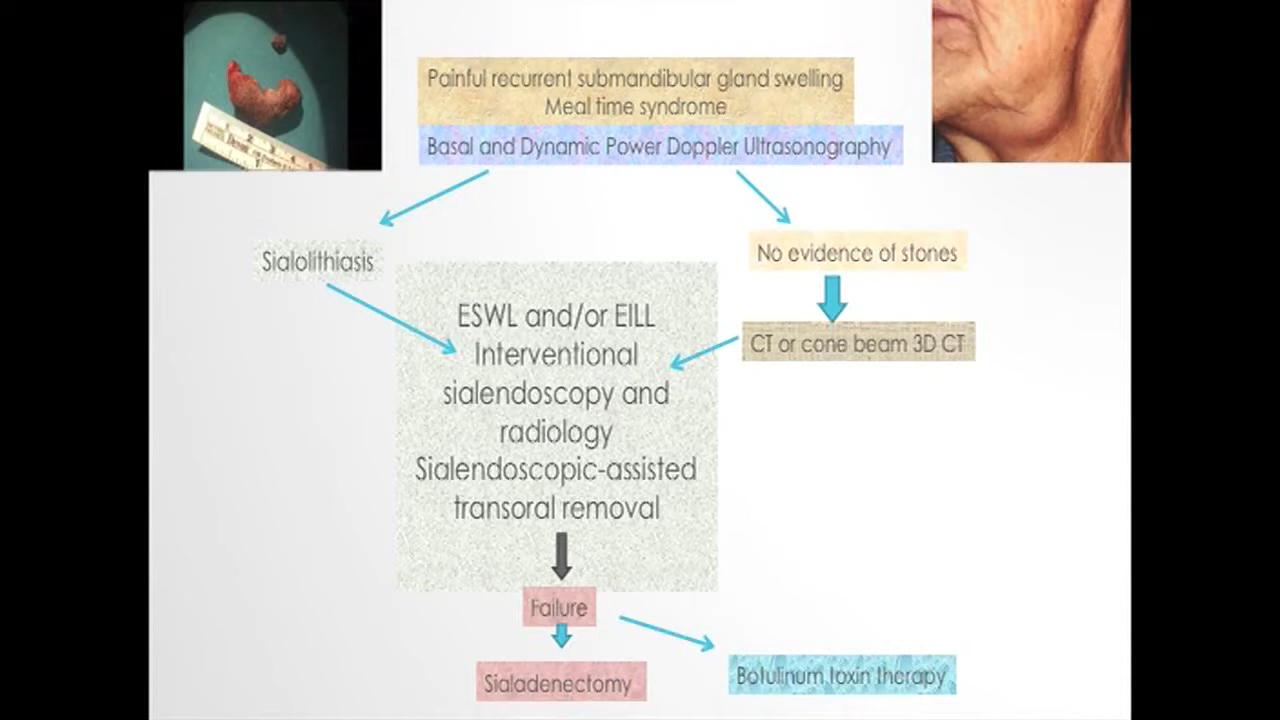 Painful recurrent submandibular gland swelling
Meal time syndrome
Basal and Dynamic Power Doppler Ultrasonography
Sialolithiasis
No evidence of stones
CT or cone beam 3D CT
ESWL and/or EILL
Interventional
sialendoscopy and
radiology
Sialendoscopic-assisted
transoral removal
Failure
Sialadenectomy
Botulinum toxin therapy